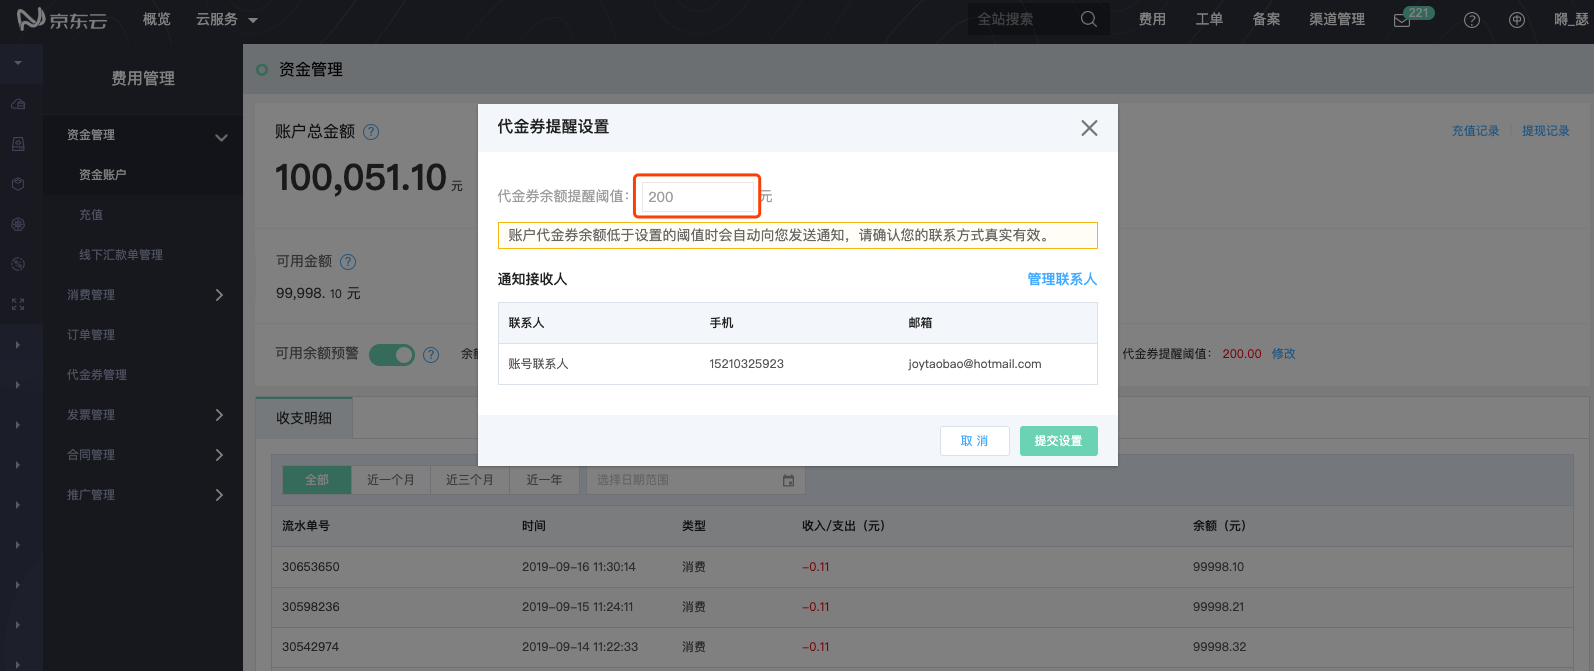 京东云 概览 云服务 全站搜索 费用 工单 备案 渠道管理 221
费用管理
资金管理
资金账户
充值
线下汇款单管理
消费管理
订单管理
代金券管理
发票管理
合同管理
推广管理
资金管理
账户总金额 ?
100,051.10 元
充值记录 提现记录
可用金额 ?
99,998. 10 元
可用余额预警 ?
代金券提醒阈值： 200.00 修改
代金券提醒设置
代金券余额提醒阈值： 200 元
账户代金券余额低于设置的阈值时会自动向您发送通知，请确认您的联系方式真实有效。
通知接收人 管理联系人
联系人 手机 邮箱
账号联系人 15210325923 joytaobao@hotmail.com
取 消 提交设置
收支明细
全部 近一个月 近三个月 近一年 选择日期范围
流水单号 时间 类型 收入/支出（元） 余额（元）
30653650 2019-09-16 11:30:14 消费 -0.11 99998.10
30598236 2019-09-15 11:24:11 消费 -0.11 99998.21
30542974 2019-09-14 11:22:33 消费 -0.11 99998.32